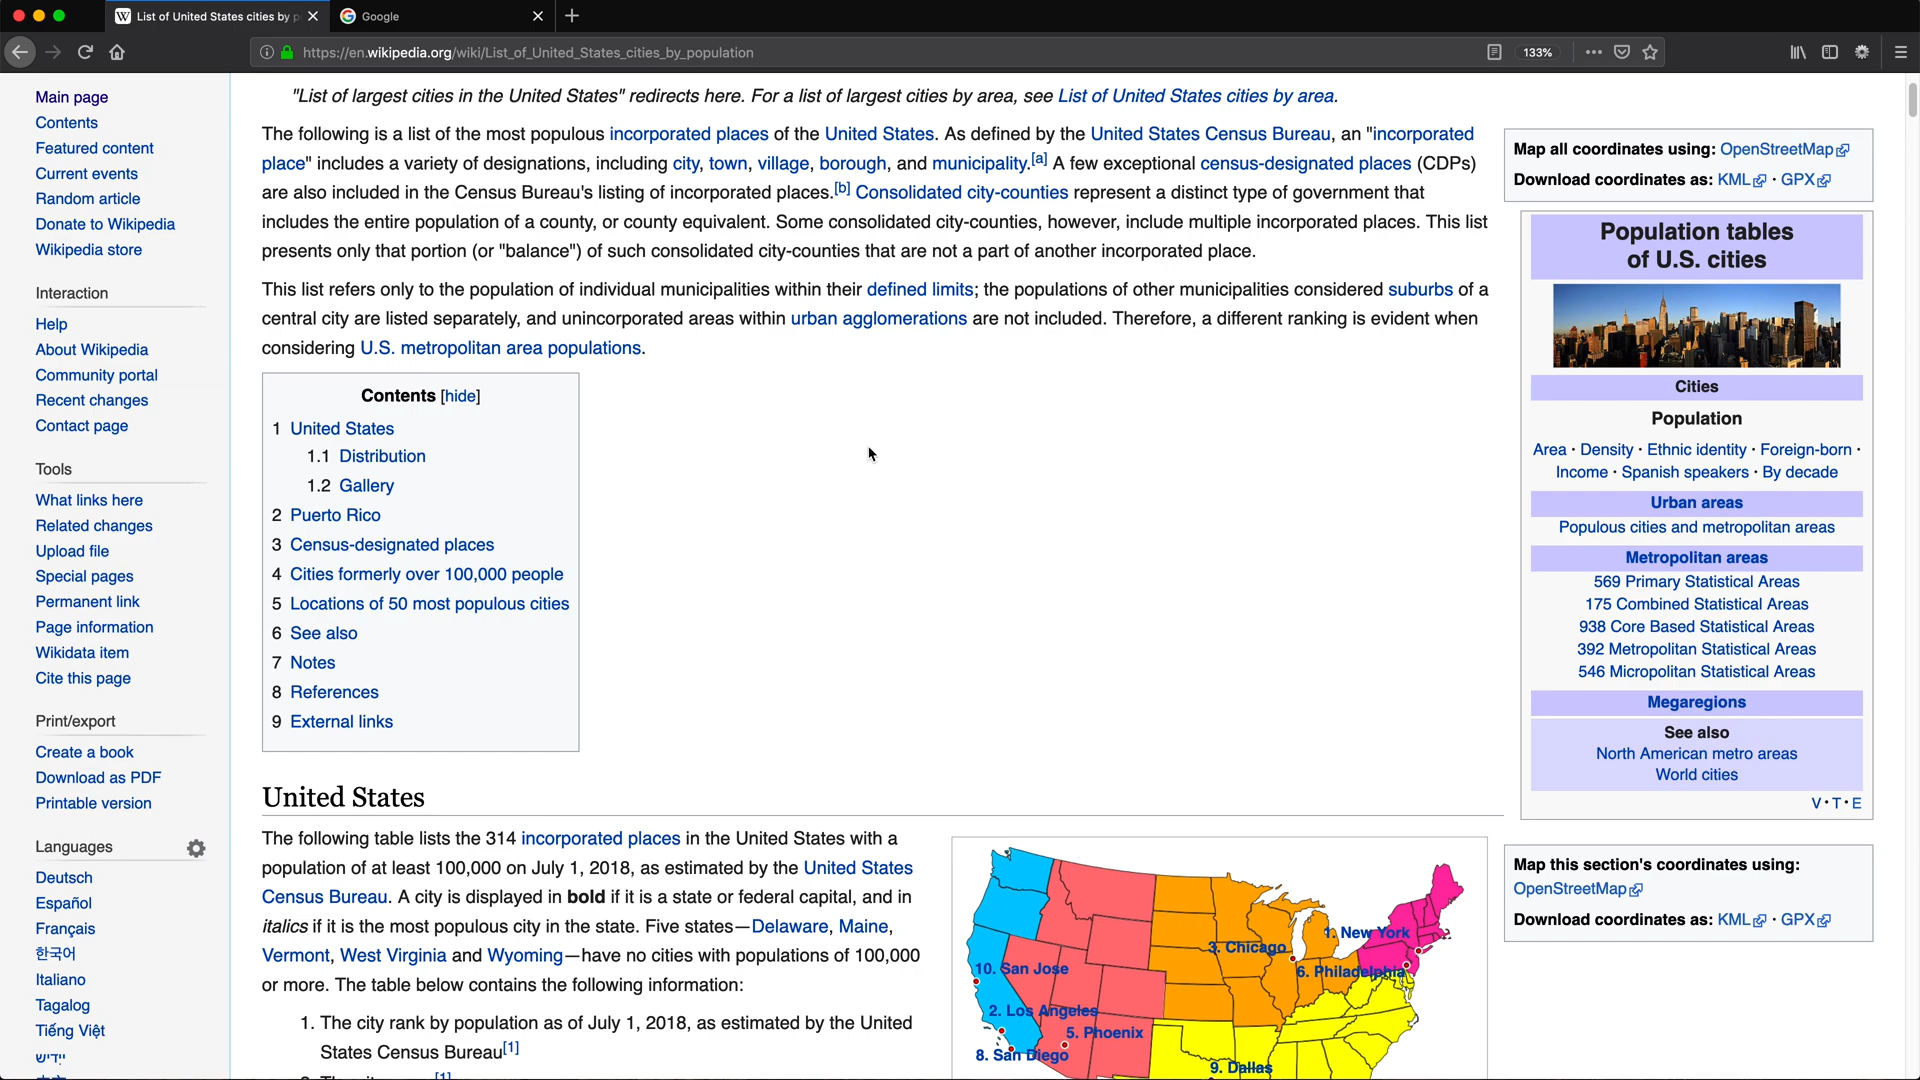 List of United States cities by p
Google
https://en.wikipedia.org/wiki/List_of_United_States_cities_by_population
133%
Main page
Contents
Featured content
Current events
Random article
Donate to Wikipedia
Wikipedia store
Interaction
Help
About Wikipedia
Community portal
Recent changes
Contact page
Tools
What links here
Related changes
Upload file
Special pages
Permanent link
Page information
Wikidata item
Cite this page
Print/export
Create a book
Download as PDF
Printable version
Languages
Deutsch
Español
Français
한국어
Italiano
Tagalog
Tiếng Việt
ייִדיש
"List of largest cities in the United States" redirects here. For a list of largest cities by area, see List of United States cities by area.
The following is a list of the most populous incorporated places of the United States. As defined by the United States Census Bureau, an "incorporated
place" includes a variety of designations, including city, town, village, borough, and municipality.[a] A few exceptional census-designated places (CDPs)
are also included in the Census Bureau's listing of incorporated places.[b] Consolidated city-counties represent a distinct type of government that
includes the entire population of a county, or county equivalent. Some consolidated city-counties, however, include multiple incorporated places. This list
presents only that portion (or "balance") of such consolidated city-counties that are not a part of another incorporated place.
This list refers only to the population of individual municipalities within their defined limits; the populations of other municipalities considered suburbs of a
central city are listed separately, and unincorporated areas within urban agglomerations are not included. Therefore, a different ranking is evident when
considering U.S. metropolitan area populations.
Contents [hide]
1 United States
1.1 Distribution
1.2 Gallery
2 Puerto Rico
3 Census-designated places
4 Cities formerly over 100,000 people
5 Locations of 50 most populous cities
6 See also
7 Notes
8 References
9 External links
United States
The following table lists the 314 incorporated places in the United States with a
population of at least 100,000 on July 1, 2018, as estimated by the United States
Census Bureau. A city is displayed in bold if it is a state or federal capital, and in
italics if it is the most populous city in the state. Five states—Delaware, Maine,
Vermont, West Virginia and Wyoming—have no cities with populations of 100,000
or more. The table below contains the following information:
1. The city rank by population as of July 1, 2018, as estimated by the United
States Census Bureau[1]
[1]
1. New York
3. Chicago
6. Philadelphia
10. San Jose
2. Los Angeles
5. Phoenix
8. San Diego
9. Dallas
Map all coordinates using: OpenStreetMap
Download coordinates as: KML · GPX
Population tables
of U.S. cities
Cities
Population
Area · Density · Ethnic identity · Foreign-born ·
Income · Spanish speakers · By decade
Urban areas
Populous cities and metropolitan areas
Metropolitan areas
569 Primary Statistical Areas
175 Combined Statistical Areas
938 Core Based Statistical Areas
392 Metropolitan Statistical Areas
546 Micropolitan Statistical Areas
Megaregions
See also
North American metro areas
World cities
V · T · E
Map this section's coordinates using:
OpenStreetMap
Download coordinates as: KML · GPX